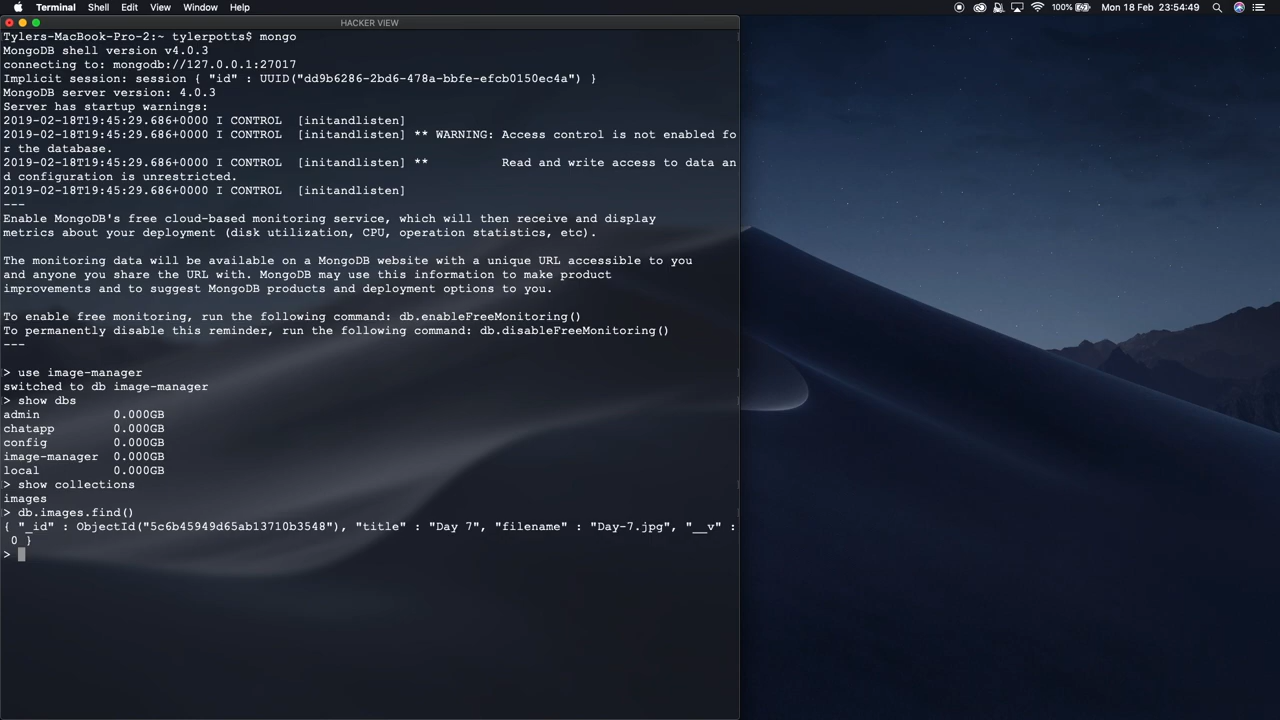 Terminal Shell Edit View Window Help 100% Mon 18 Feb 23:54:49
HACKER VIEW
Tylers-MacBook-Pro-2:~ tylerpotts$ mongo
MongoDB shell version v4.0.3
connecting to: mongodb://127.0.0.1:27017
Implicit session: session { "id" : UUID("dd9b6286-2bd6-478a-bbfe-efcb0150ec4a") }
MongoDB server version: 4.0.3
Server has startup warnings:
2019-02-18T19:45:29.686+0000 I CONTROL  [initandlisten]
2019-02-18T19:45:29.686+0000 I CONTROL  [initandlisten] ** WARNING: Access control is not enabled fo
r the database.
2019-02-18T19:45:29.686+0000 I CONTROL  [initandlisten] **          Read and write access to data an
d configuration is unrestricted.
2019-02-18T19:45:29.686+0000 I CONTROL  [initandlisten]
---
Enable MongoDB's free cloud-based monitoring service, which will then receive and display
metrics about your deployment (disk utilization, CPU, operation statistics, etc).
The monitoring data will be available on a MongoDB website with a unique URL accessible to you
and anyone you share the URL with. MongoDB may use this information to make product
improvements and to suggest MongoDB products and deployment options to you.
To enable free monitoring, run the following command: db.enableFreeMonitoring()
To permanently disable this reminder, run the following command: db.disableFreeMonitoring()
---
> use image-manager
switched to db image-manager
> show dbs
admin          0.000GB
chatapp        0.000GB
config         0.000GB
image-manager  0.000GB
local          0.000GB
> show collections
images
> db.images.find()
{ "_id" : ObjectId("5c6b45949d65ab13710b3548"), "title" : "Day 7", "filename" : "Day-7.jpg", "__v" :
 0 }
>